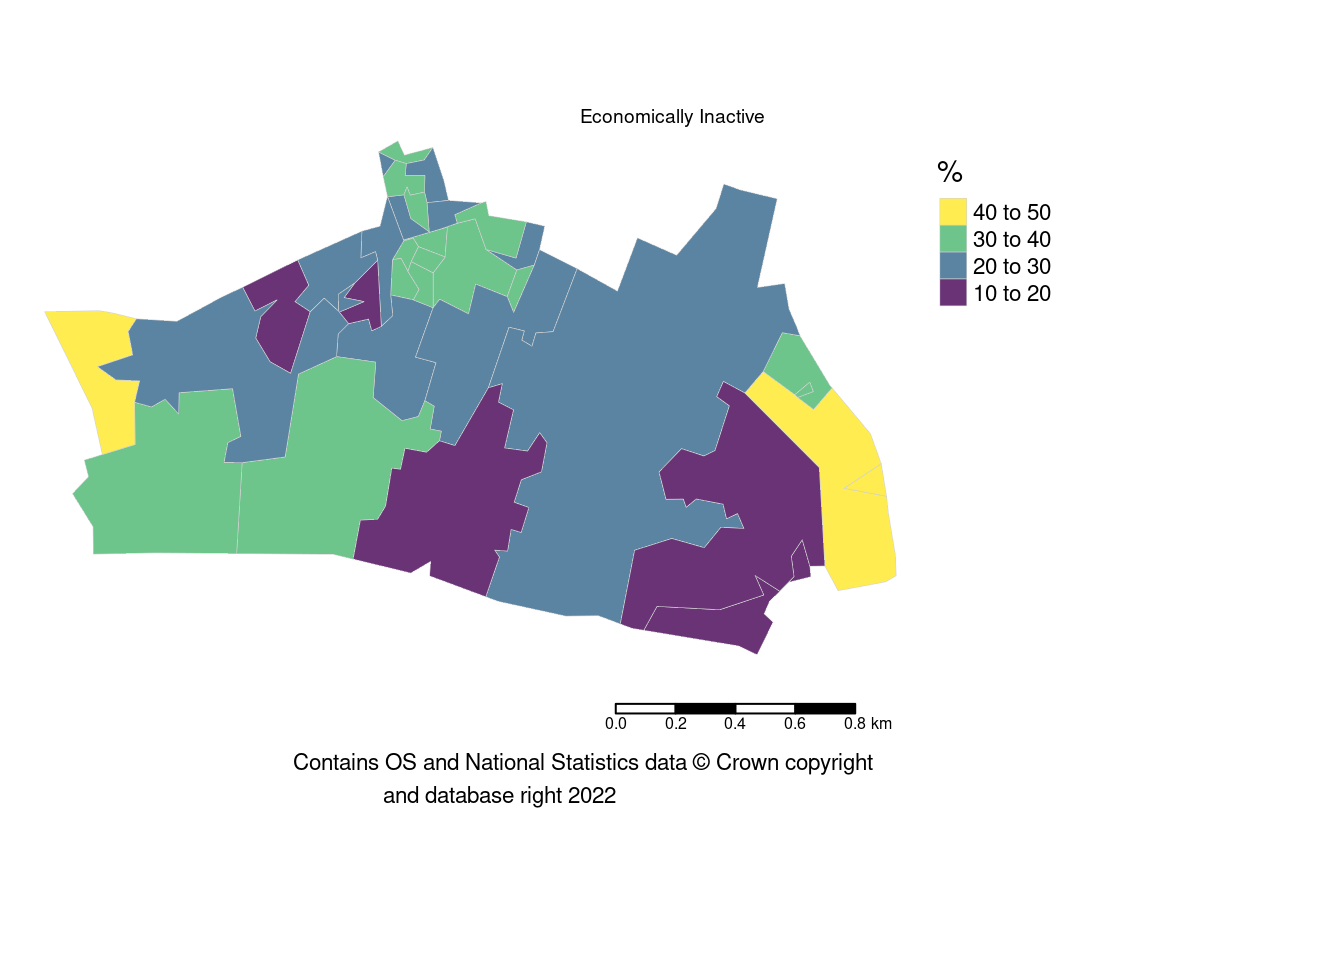 Economically Inactive
%
40 to 50
30 to 40
20 to 30
10 to 20
0.0 0.2 0.4 0.6 0.8 km
Contains OS and National Statistics data © Crown copyright
and database right 2022